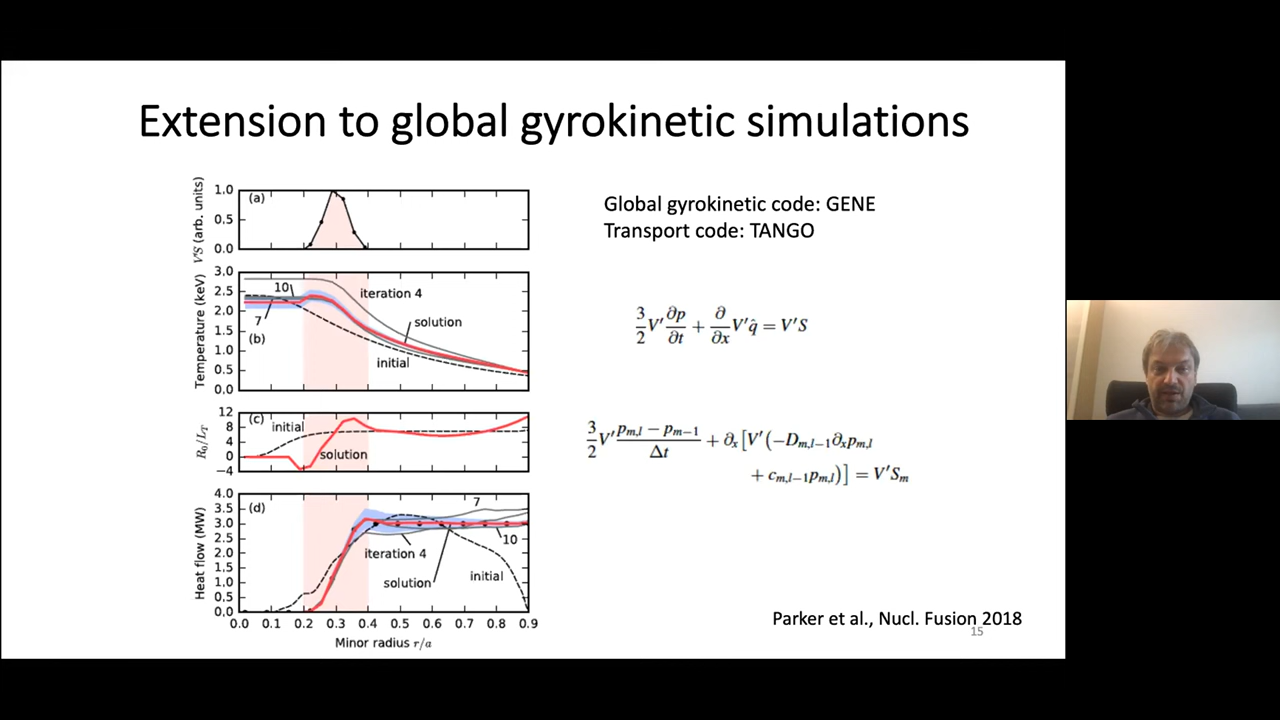 Extension to global gyrokinetic simulations
Global gyrokinetic code: GENE
Transport code: TANGO
V'S (arb. units)
1.0
0.5
0.0
(a)
Temperature (keV)
3.0
2.5
2.0
1.5
1.0
0.5
0.0
10
iteration 4
7
(b)
solution
initial
R₀/L_T
12
8
4
0
−4
(c)
initial
solution
Heat flow (MW)
4.0
3.5
3.0
2.5
2.0
1.5
1.0
0.5
0.0
(d)
7
iteration 4
10
solution
initial
0.0 0.1 0.2 0.3 0.4 0.5 0.6 0.7 0.8 0.9
Minor radius r/a
3/2 V' ∂p/∂t + ∂/∂x V'q̂ = V'S
3/2 V' (p_{m,l} − p_{m−1})/Δt + ∂ₓ[V'(−D_{m,l−1}∂ₓp_{m,l}
+ c_{m,l−1}p_{m,l})] = V'S_m
Parker et al., Nucl. Fusion 2018
15